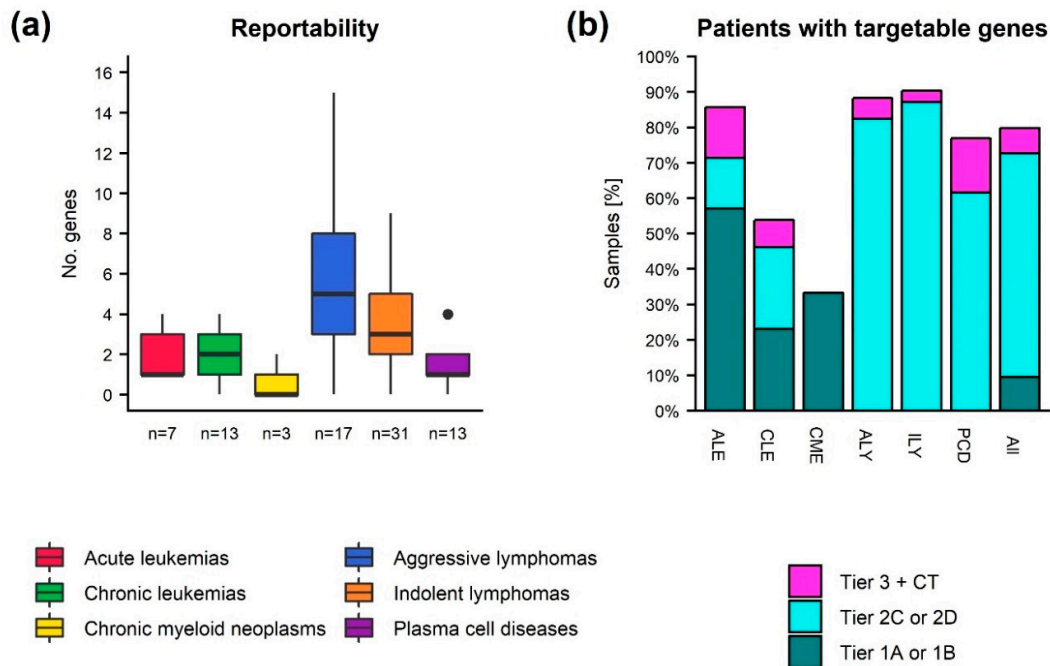 (a)
Reportability
No. genes
16
14
12
10
8
6
4
2
0
n=7 n=13 n=3 n=17 n=31 n=13
Acute leukemias
Chronic leukemias
Chronic myeloid neoplasms
Aggressive lymphomas
Indolent lymphomas
Plasma cell diseases
(b)
Patients with targetable genes
Samples [%]
100%
90%
80%
70%
60%
50%
40%
30%
20%
10%
0%
ALE
CLE
CME
ALY
ILY
PCD
All
Tier 3 + CT
Tier 2C or 2D
Tier 1A or 1B